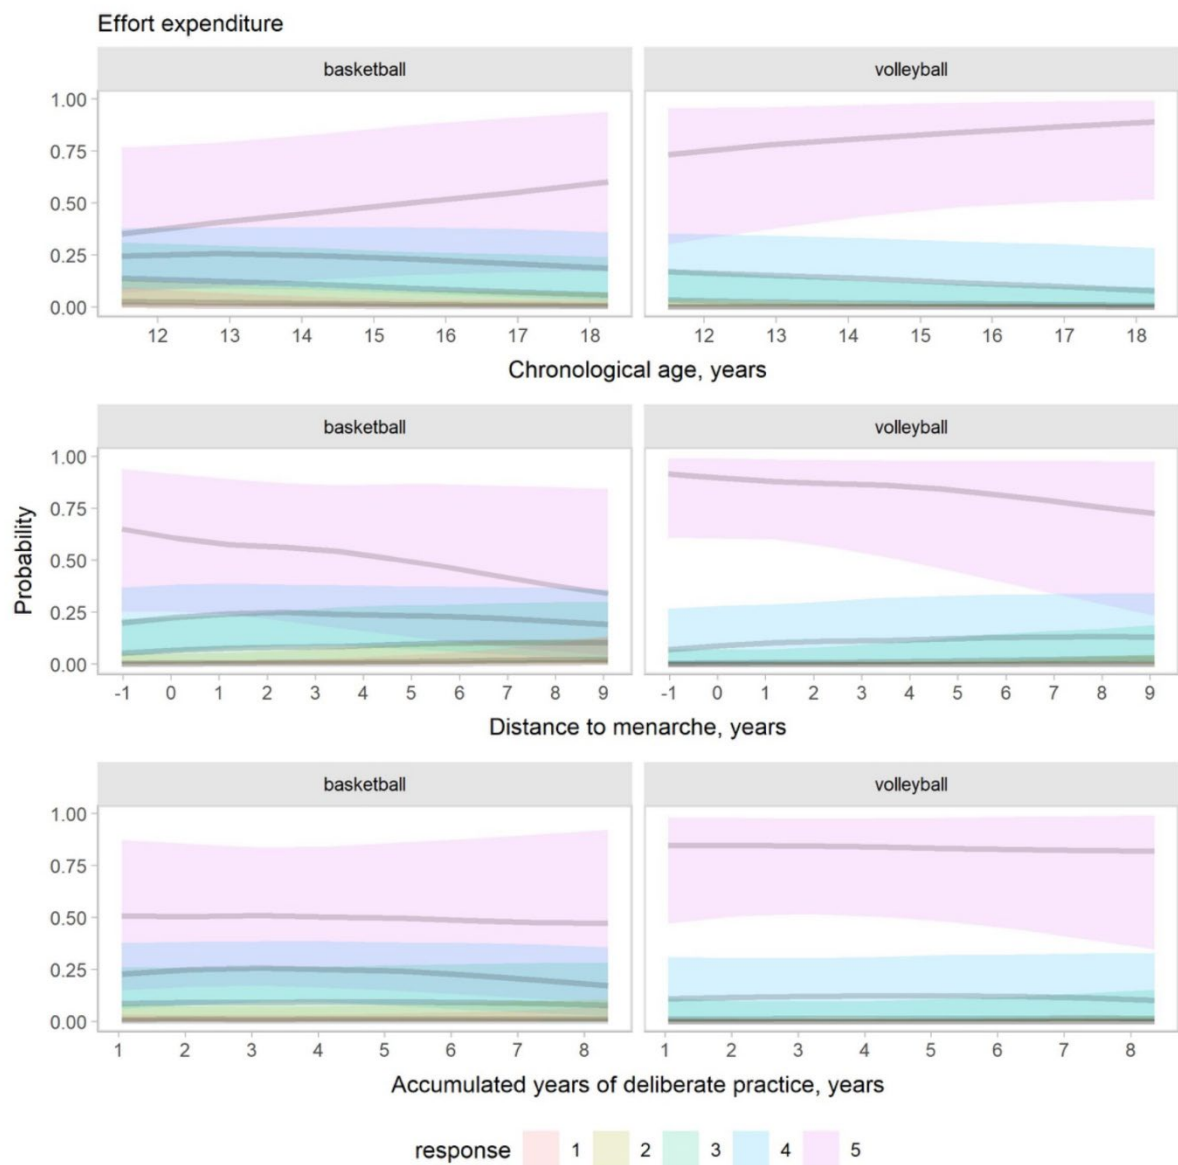 Effort expenditure
basketball volleyball
1.00
0.75
0.50
0.25
0.00
12 13 14 15 16 17 18 12 13 14 15 16 17 18
Chronological age, years
basketball volleyball
Probability
1.00
0.75
0.50
0.25
0.00
-1 0 1 2 3 4 5 6 7 8 9 -1 0 1 2 3 4 5 6 7 8 9
Distance to menarche, years
basketball volleyball
1.00
0.75
0.50
0.25
0.00
1 2 3 4 5 6 7 8 1 2 3 4 5 6 7 8
Accumulated years of deliberate practice, years
response 1 2 3 4 5